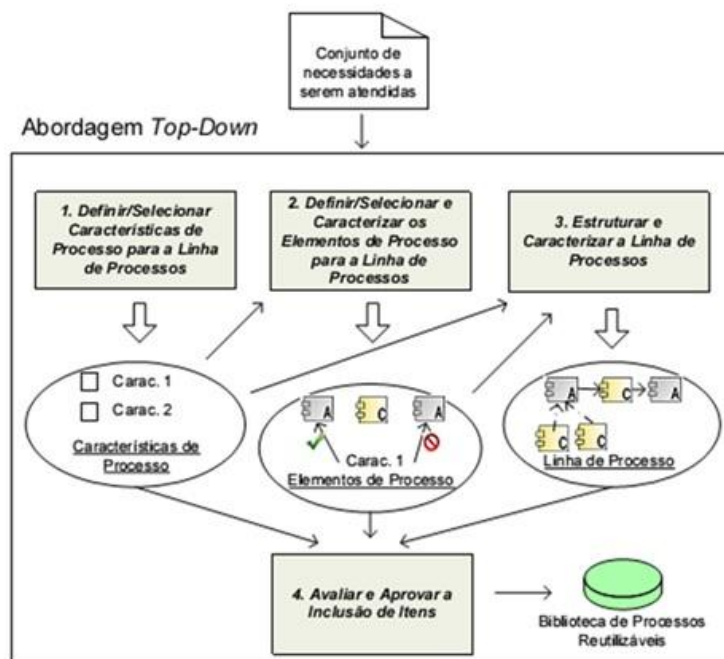 Conjunto de
necessidades a
serem atendidas
Abordagem Top-Down
1. Definir/Selecionar
Características de
Processo para a Linha
de Processos
2. Definir/Selecionar e
Caracterizar os
Elementos de Processo
para a Linha de
Processos
3. Estruturar e
Caracterizar a Linha de
Processos
Carac. 1
Carac. 2
Características de
Processo
A
C
A
Carac. 1
Elementos de Processo
A
C
A
C
C
Linha de Processo
4. Avaliar e Aprovar a
Inclusão de Itens
Biblioteca de Processos
Reutilizáveis